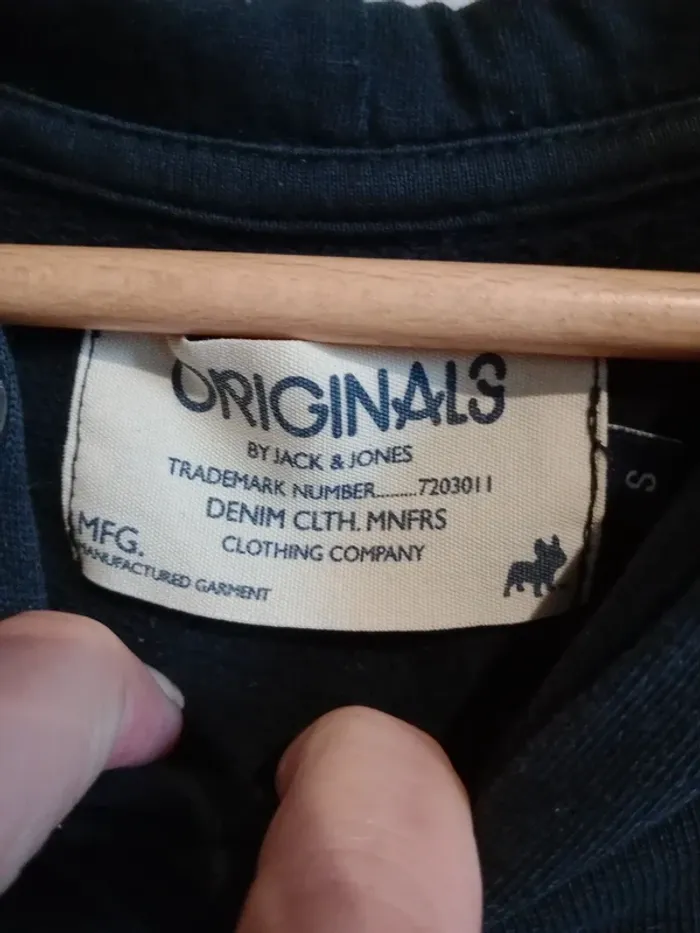 ORIGINALS
BY JACK & JONES
TRADEMARK NUMBER.........7203011
DENIM CLTH. MNFRS
CLOTHING COMPANY
MFG.
MANUFACTURED GARMENT
S